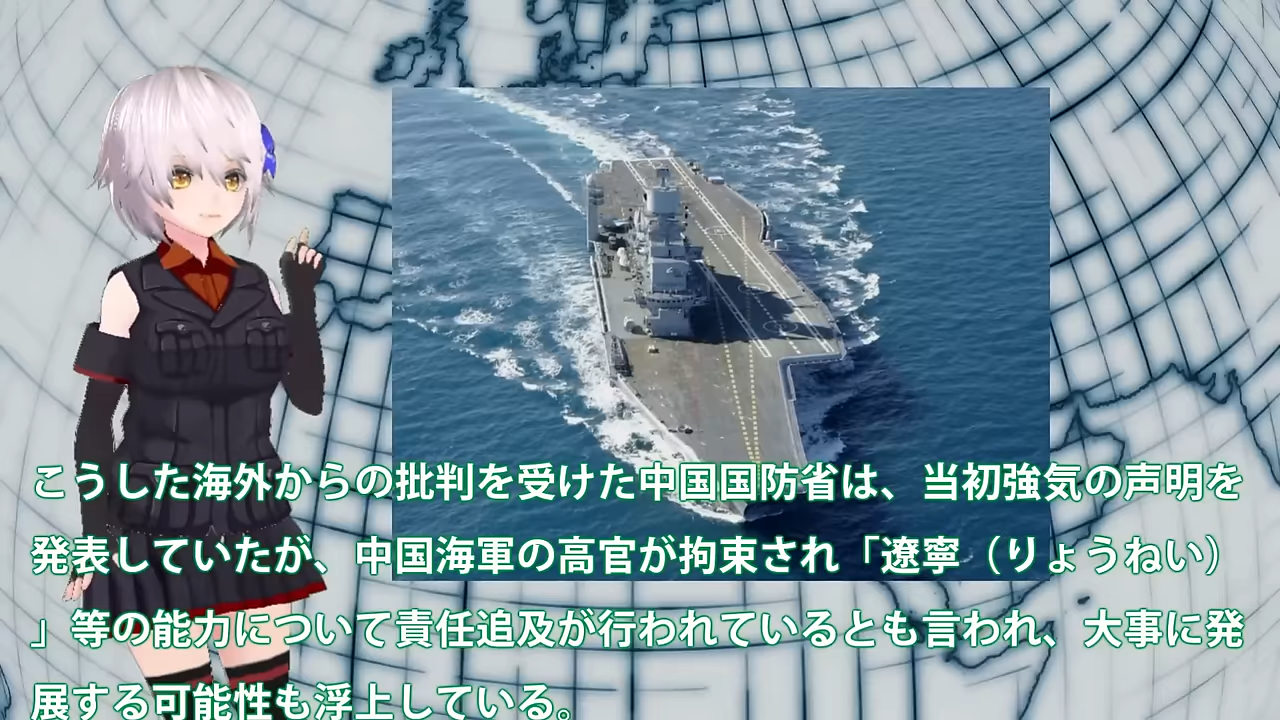 こうした海外からの批判を受けた中国国防省は、当初強気の声明を
発表していたが、中国海軍の高官が拘束され「遼寧（りょうねい）
」等の能力について責任追及が行われているとも言われ、大事に発
展する可能性も浮上している。